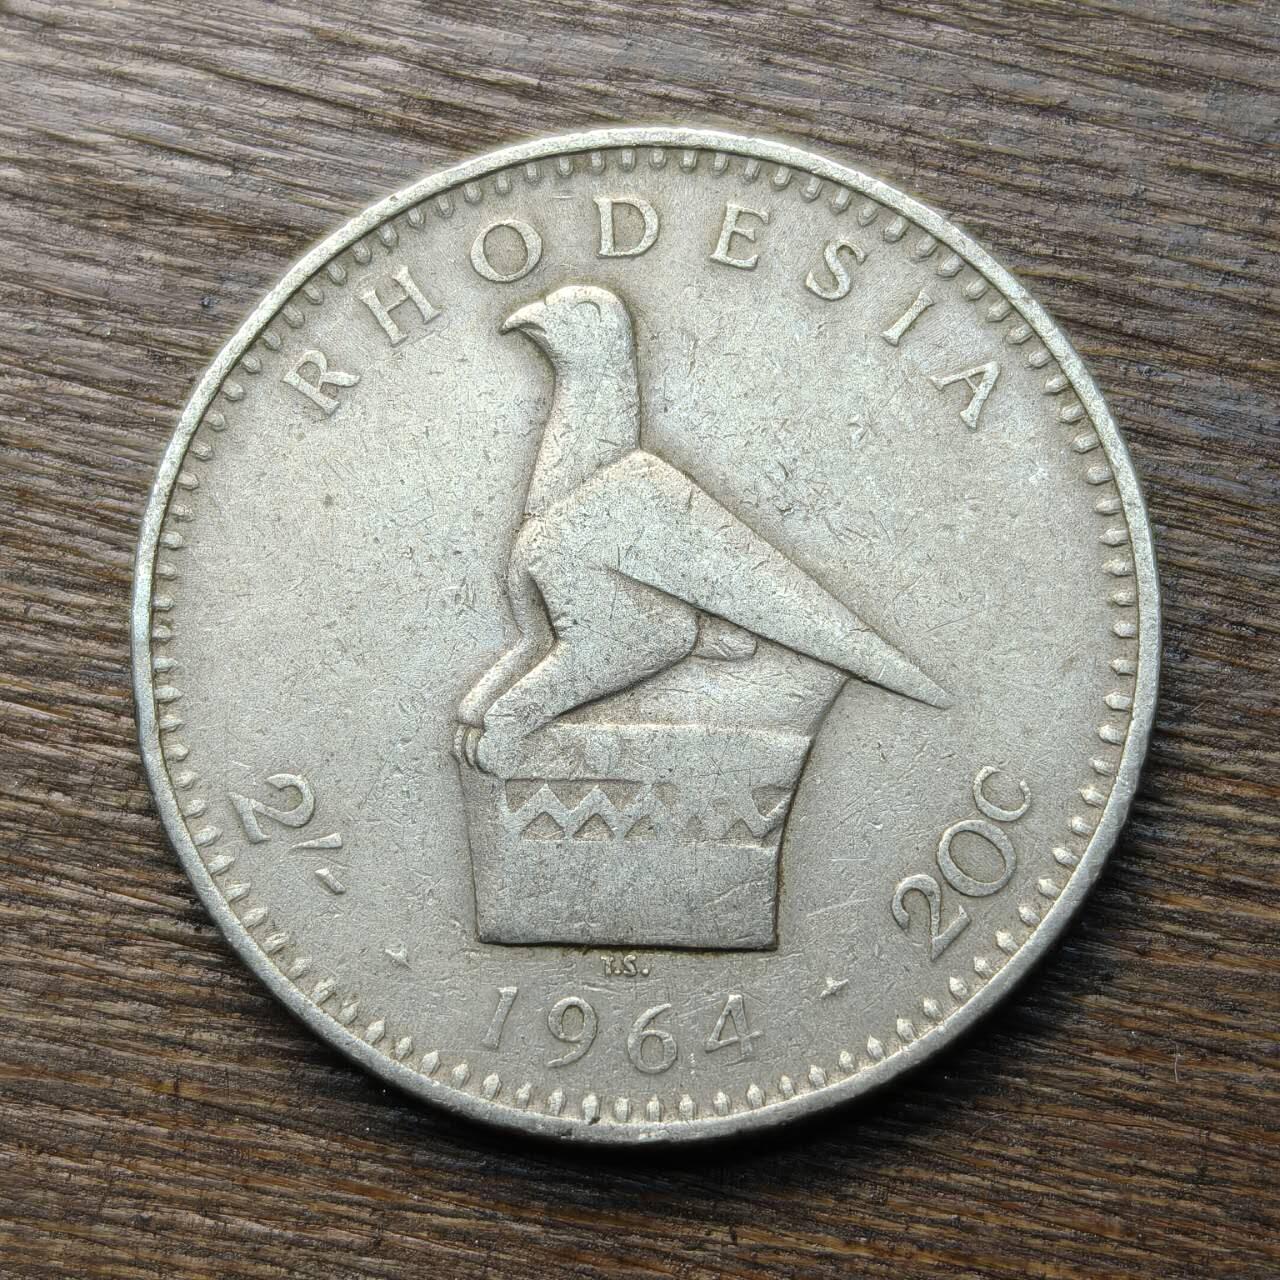 RHODESIA
2/-
20C
T.S.
· 1964 ·